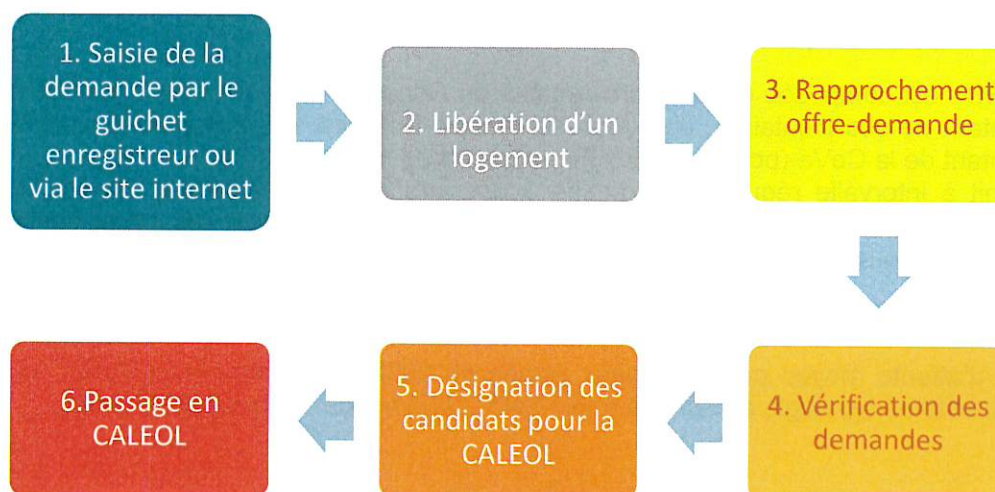 1. Saisie de la
demande par le
guichet
enregistreur ou
via le site internet
2. Libération d'un
logement
3. Rapprochement
offre-demande
4. Vérification des
demandes
5. Désignation des
candidats pour la
CALEOL
6.Passage en
CALEOL